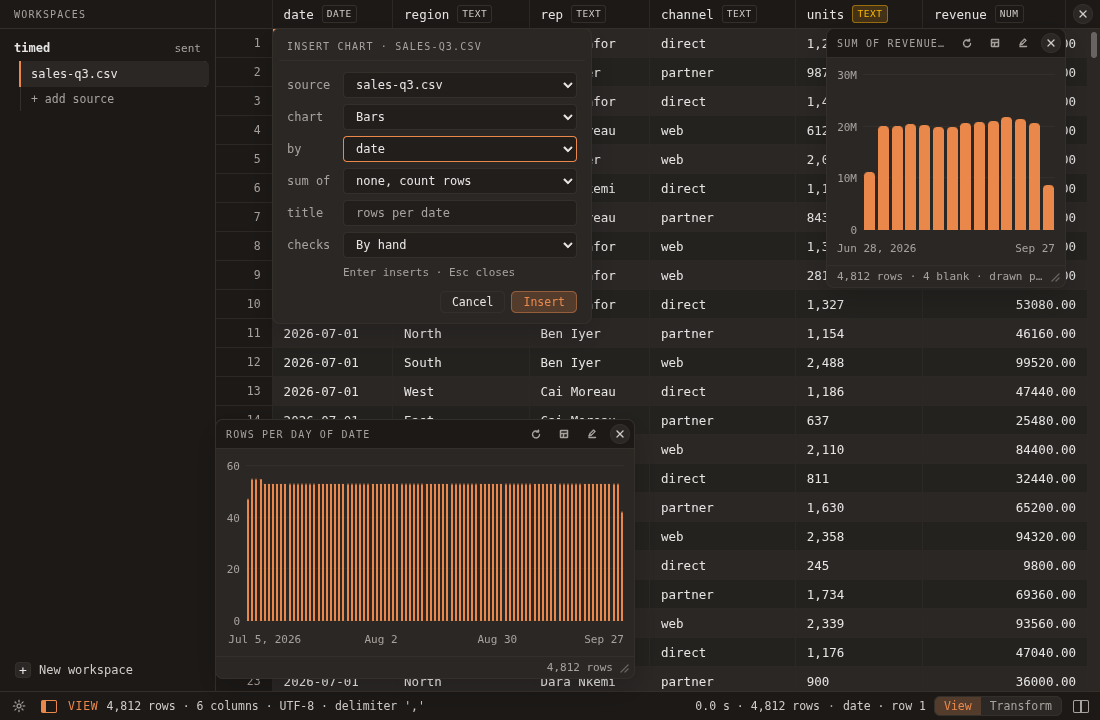 WORKSPACES
timed sent
sales-q3.csv
+ add source
+ New workspace
date DATE region TEXT rep TEXT channel TEXT units TEXT revenue NUM
1 direct
2 partner 987
3 direct
4 web 612
5 web
6 direct
7 partner 843
8 web
9 web 281
10 direct 1,327 53080.00
11 2026-07-01 North Ben Iyer partner 1,154 46160.00
12 2026-07-01 South Ben Iyer web 2,488 99520.00
13 2026-07-01 West Cai Moreau direct 1,186 47440.00
partner 637 25480.00
web 2,110 84400.00
direct 811 32440.00
partner 1,630 65200.00
web 2,358 94320.00
direct 245 9800.00
partner 1,734 69360.00
web 2,339 93560.00
direct 1,176 47040.00
23 2026-07-01 North Dara Nkemi partner 900 36000.00
INSERT CHART · SALES-Q3.CSV
source sales-q3.csv
chart Bars
by date
sum of none, count rows
title rows per date
checks By hand
Enter inserts · Esc closes
Cancel Insert
SUM OF REVENUE…
30M
20M
10M
0
Jun 28, 2026 Sep 27
4,812 rows · 4 blank · drawn p…
ROWS PER DAY OF DATE
60
40
20
0
Jul 5, 2026 Aug 2 Aug 30 Sep 27
4,812 rows
VIEW 4,812 rows · 6 columns · UTF-8 · delimiter ',' 0.0 s · 4,812 rows · date · row 1 View Transform